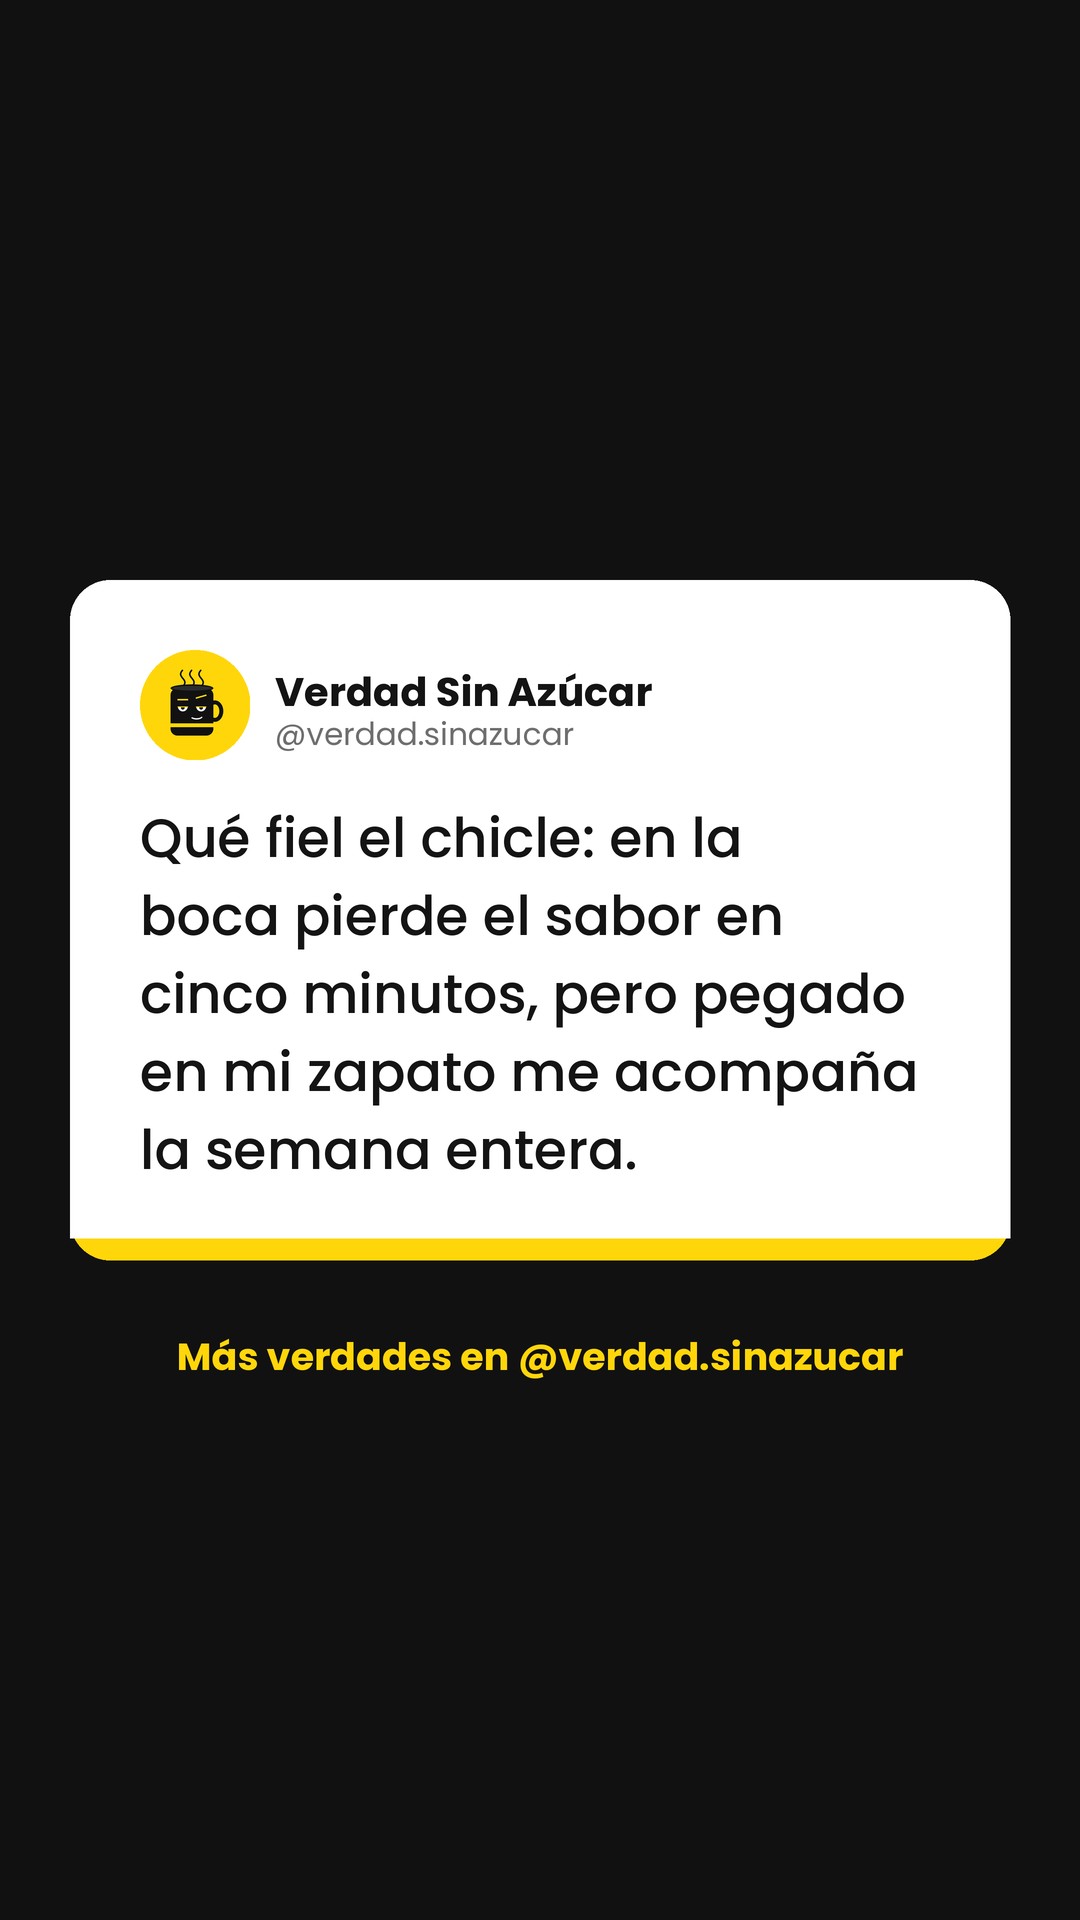 Verdad Sin Azúcar
@verdad.sinazucar
Qué fiel el chicle: en la
boca pierde el sabor en
cinco minutos, pero pegado
en mi zapato me acompaña
la semana entera.
Más verdades en @verdad.sinazucar